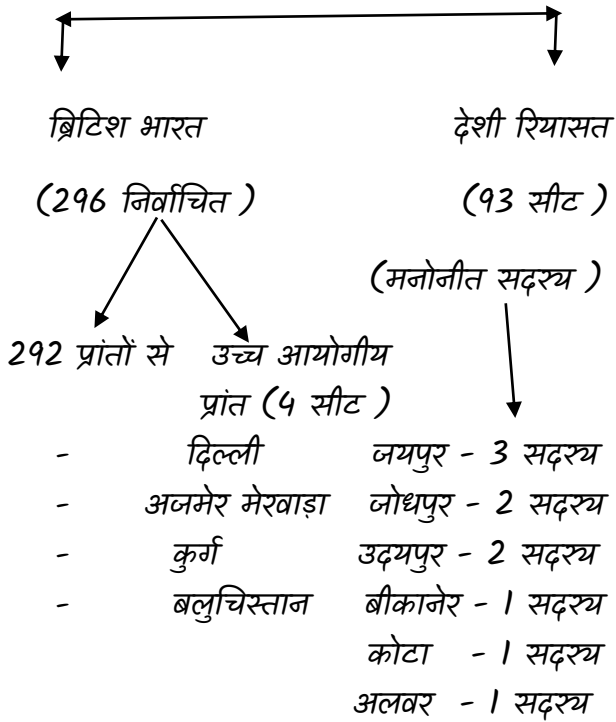 ब्रिटिश भारत देशी रियासत
(296 निर्वाचित ) (93 सीट )
(मनोनीत सदस्य )
292 प्रांतों से उच्च आयोगीय
प्रांत (4 सीट )
- दिल्ली जयपुर - 3 सदस्य
- अजमेर मेरवाड़ा जोधपुर - 2 सदस्य
- कुर्ग उदयपुर - 2 सदस्य
- बलुचिस्तान बीकानेर - 1 सदस्य
कोटा - 1 सदस्य
अलवर - 1 सदस्य